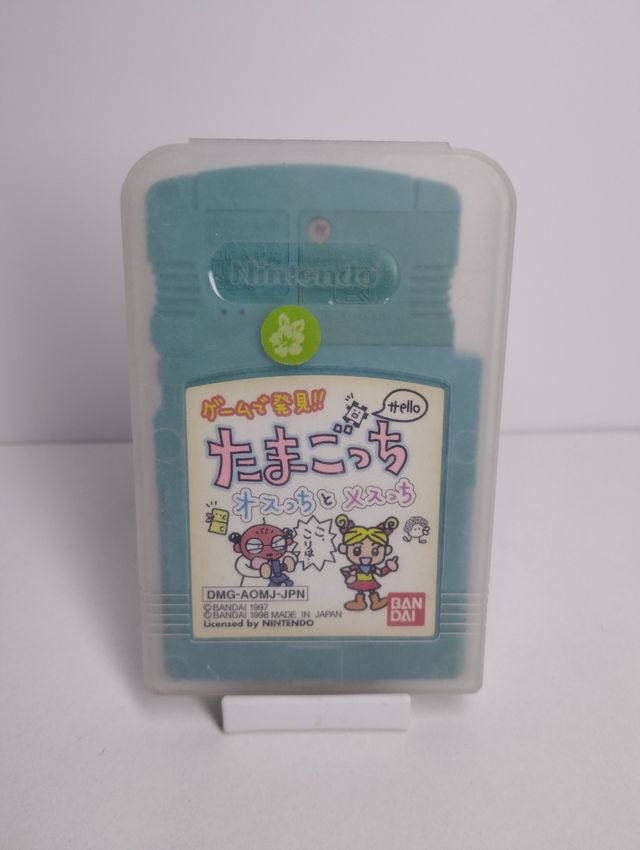 Nintendo
ゲームで発見!!
Hello
たまごっち
オスっちとメスっち
こ、
こりは
DMG-AOMJ-JPN
©BANDAI 1997
©BANDAI 1998 MADE IN JAPAN
Licensed by NINTENDO
BAN
DAI